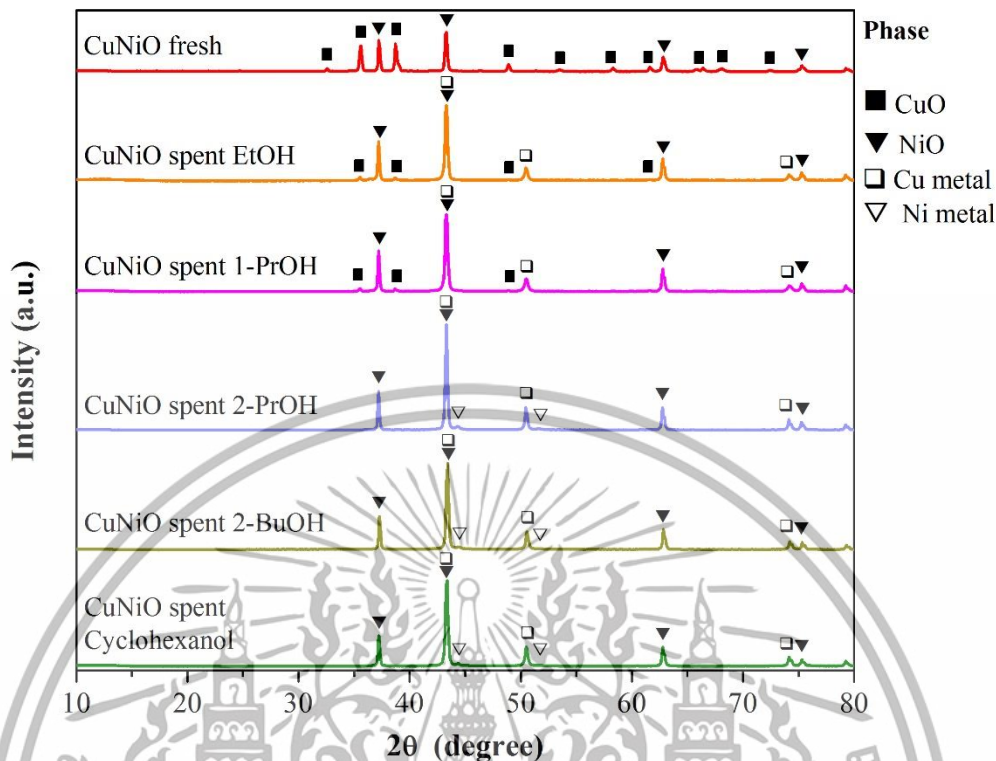 CuNiO fresh
CuNiO spent EtOH
CuNiO spent 1-PrOH
CuNiO spent 2-PrOH
CuNiO spent 2-BuOH
CuNiO spent
Cyclohexanol
Phase
CuO
NiO
Cu metal
Ni metal
Intensity (a.u.)
10 20 30 40 50 60 70 80
2θ (degree)